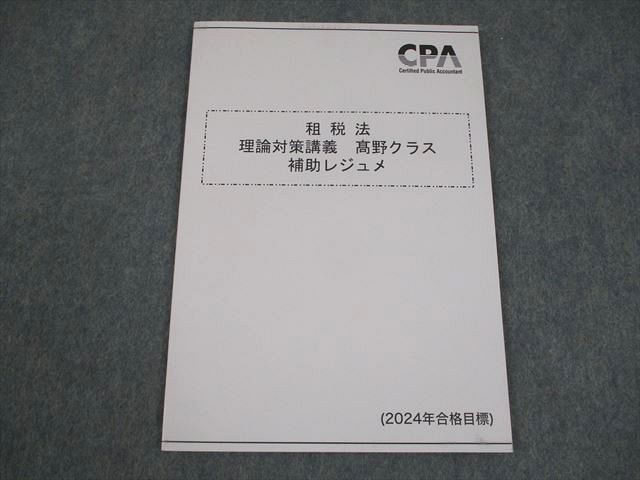 CPA
Certified Public Accountant
租 税 法
理論対策講義　髙野クラス
補助レジュメ
(2024年合格目標)